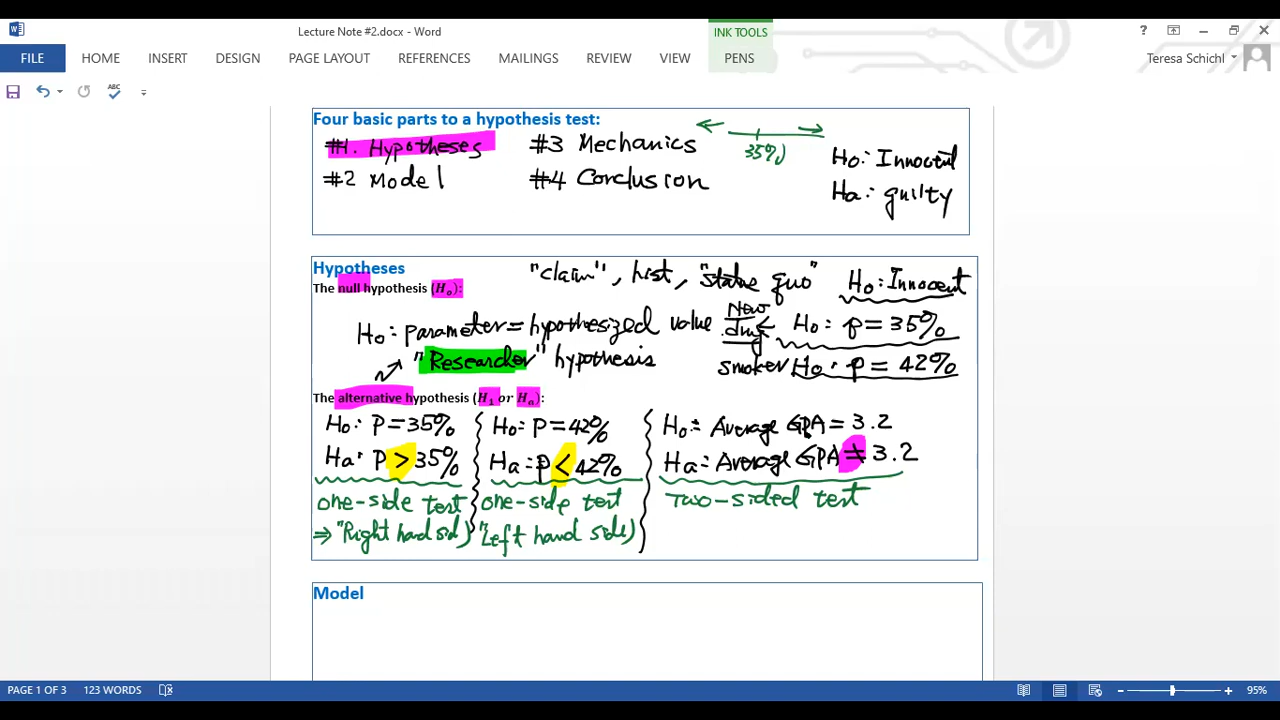 Lecture Note #2.docx - Word
INK TOOLS
FILE HOME INSERT DESIGN PAGE LAYOUT REFERENCES MAILINGS REVIEW VIEW PENS
Teresa Schichl
Four basic parts to a hypothesis test:
#1. Hypotheses #3 Mechanics
#2 Model #4 Conclusion
35%
Ho: Innocent
Ha: guilty
Hypotheses
"claim", hist, "status quo" Ho: Innocent
The null hypothesis (H₀):
Ho: parameter = hypothesized value
New drug Ho: p = 35%
"Researcher" hypothesis
smoker Ho: p = 42%
The alternative hypothesis (H₁ or Hₐ):
Ho: P = 35% Ho: p = 42% Ho: Average GPA = 3.2
Ha: P > 35% Ha: p < 42% Ha: Average GPA ≠ 3.2
one-side test one-side test Two-sided test
⇒ "Right hand sid) "Left hand side)
Model
PAGE 1 OF 3 123 WORDS 95%